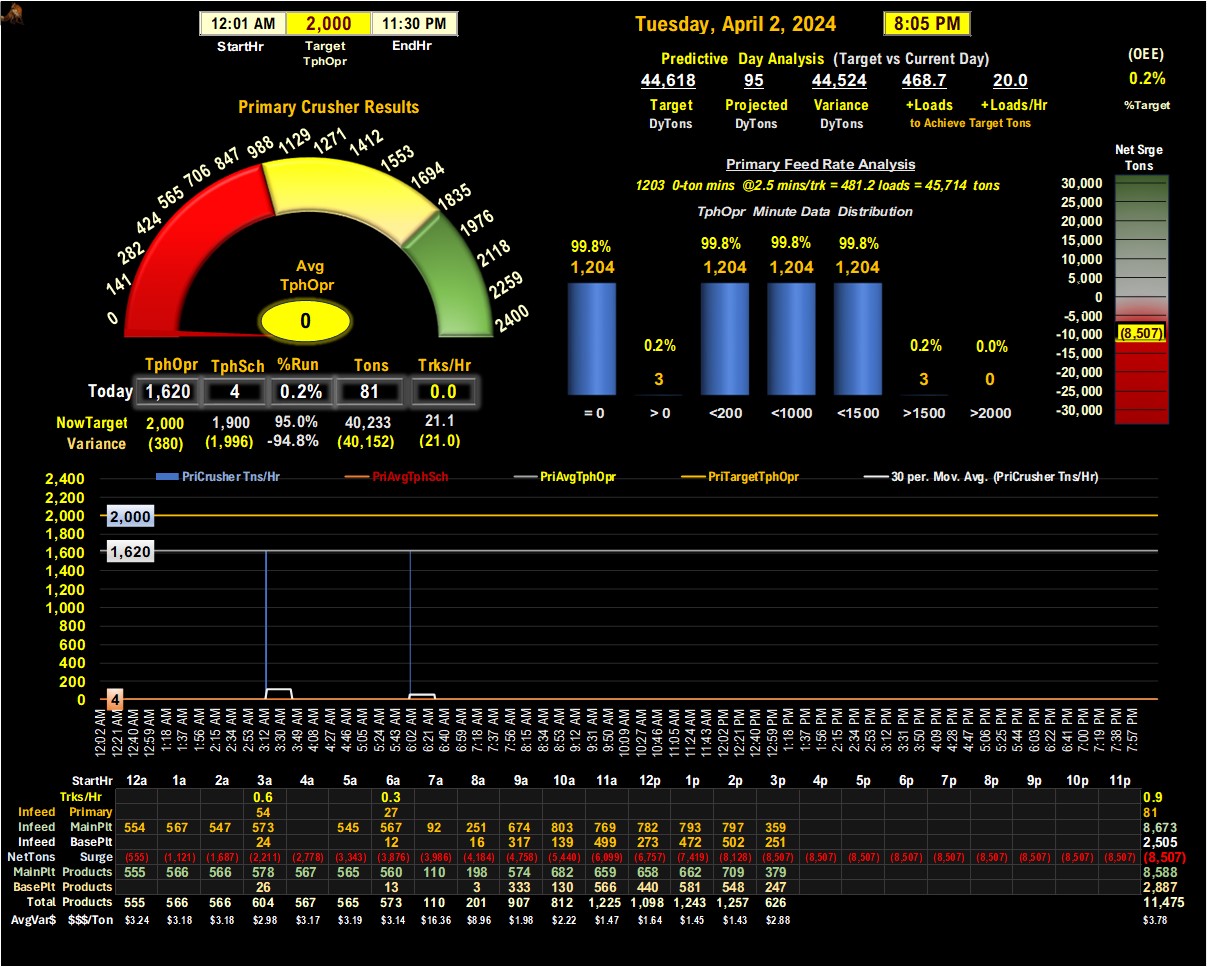 12:01 AM 2,000 11:30 PM
StartHr Target TphOpr EndHr
Tuesday, April 2, 2024 8:05 PM
Predictive Day Analysis (Target vs Current Day)
44,618 95 44,524 468.7 20.0
Target Projected Variance +Loads +Loads/Hr
DyTons DyTons DyTons to Achieve Target Tons
(OEE)
0.2%
%Target
Primary Crusher Results
0 141 282 424 565 706 847 988 1129 1271 1412 1553 1694 1835 1976 2118 2259 2400
Avg
TphOpr
0
TphOpr TphSch %Run Tons Trks/Hr
Today 1,620 4 0.2% 81 0.0
NowTarget 2,000 1,900 95.0% 40,233 21.1
Variance (380) (1,996) -94.8% (40,152) (21.0)
Primary Feed Rate Analysis
1203 0-ton mins @2.5 mins/trk = 481.2 loads = 45,714 tons
TphOpr Minute Data Distribution
99.8% 0.2% 99.8% 99.8% 99.8% 0.2% 0.0%
1,204 3 1,204 1,204 1,204 3 0
= 0 > 0 <200 <1000 <1500 >1500 >2000
Net Srge
Tons
30,000
25,000
20,000
15,000
10,000
5,000
0
-5,000
-10,000
(8,507)
-15,000
-20,000
-25,000
-30,000
PriCrusher Tns/Hr PriAvgTphSch PriAvgTphOpr PriTargetTphOpr 30 per. Mov. Avg. (PriCrusher Tns/Hr)
2,400
2,200
2,000 2,000
1,800
1,600 1,620
1,400
1,200
1,000
800
600
400
200
0 4
12:02 AM 12:21 AM 12:40 AM 12:59 AM 1:18 AM 1:37 AM 1:56 AM 2:15 AM 2:34 AM 2:53 AM 3:12 AM 3:30 AM 3:49 AM 4:08 AM 4:27 AM 4:46 AM 5:05 AM 5:24 AM 5:43 AM 6:02 AM 6:21 AM 6:40 AM 6:59 AM 7:18 AM 7:37 AM 7:56 AM 8:15 AM 8:34 AM 8:53 AM 9:12 AM 9:31 AM 9:50 AM 10:09 AM 10:27 AM 10:46 AM 11:05 AM 11:24 AM 11:43 AM 12:02 PM 12:21 PM 12:40 PM 12:59 PM 1:18 PM 1:37 PM 1:56 PM 2:15 PM 2:34 PM 2:53 PM 3:12 PM 3:31 PM 3:50 PM 4:09 PM 4:28 PM 4:47 PM 5:06 PM 5:25 PM 5:44 PM 6:03 PM 6:22 PM 6:41 PM 7:00 PM 7:19 PM 7:38 PM 7:57 PM
StartHr 12a 1a 2a 3a 4a 5a 6a 7a 8a 9a 10a 11a 12p 1p 2p 3p 4p 5p 6p 7p 8p 9p 10p 11p
Trks/Hr 0.6 0.3 0.9
Infeed Primary 54 27 81
Infeed MainPlt 554 567 547 573 545 567 92 251 674 803 769 782 793 797 359 8,673
Infeed BasePlt 24 12 16 317 139 499 273 472 502 251 2,505
NetTons Surge (555) (1,121) (1,687) (2,211) (2,778) (3,343) (3,876) (3,986) (4,184) (4,758) (5,440) (6,099) (6,757) (7,419) (8,128) (8,507) (8,507) (8,507) (8,507) (8,507) (8,507) (8,507) (8,507) (8,507) (8,507)
MainPlt Products 555 566 566 578 567 565 560 110 198 574 682 659 658 662 709 379 8,588
BasePlt Products 26 13 3 333 130 566 440 581 548 247 2,887
Total Products 555 566 566 604 567 565 573 110 201 907 812 1,225 1,098 1,243 1,257 626 11,475
AvgVar$ $$$/Ton $3.24 $3.18 $3.18 $2.98 $3.17 $3.19 $3.14 $16.36 $8.96 $1.98 $2.22 $1.47 $1.64 $1.45 $1.43 $2.88 $3.78